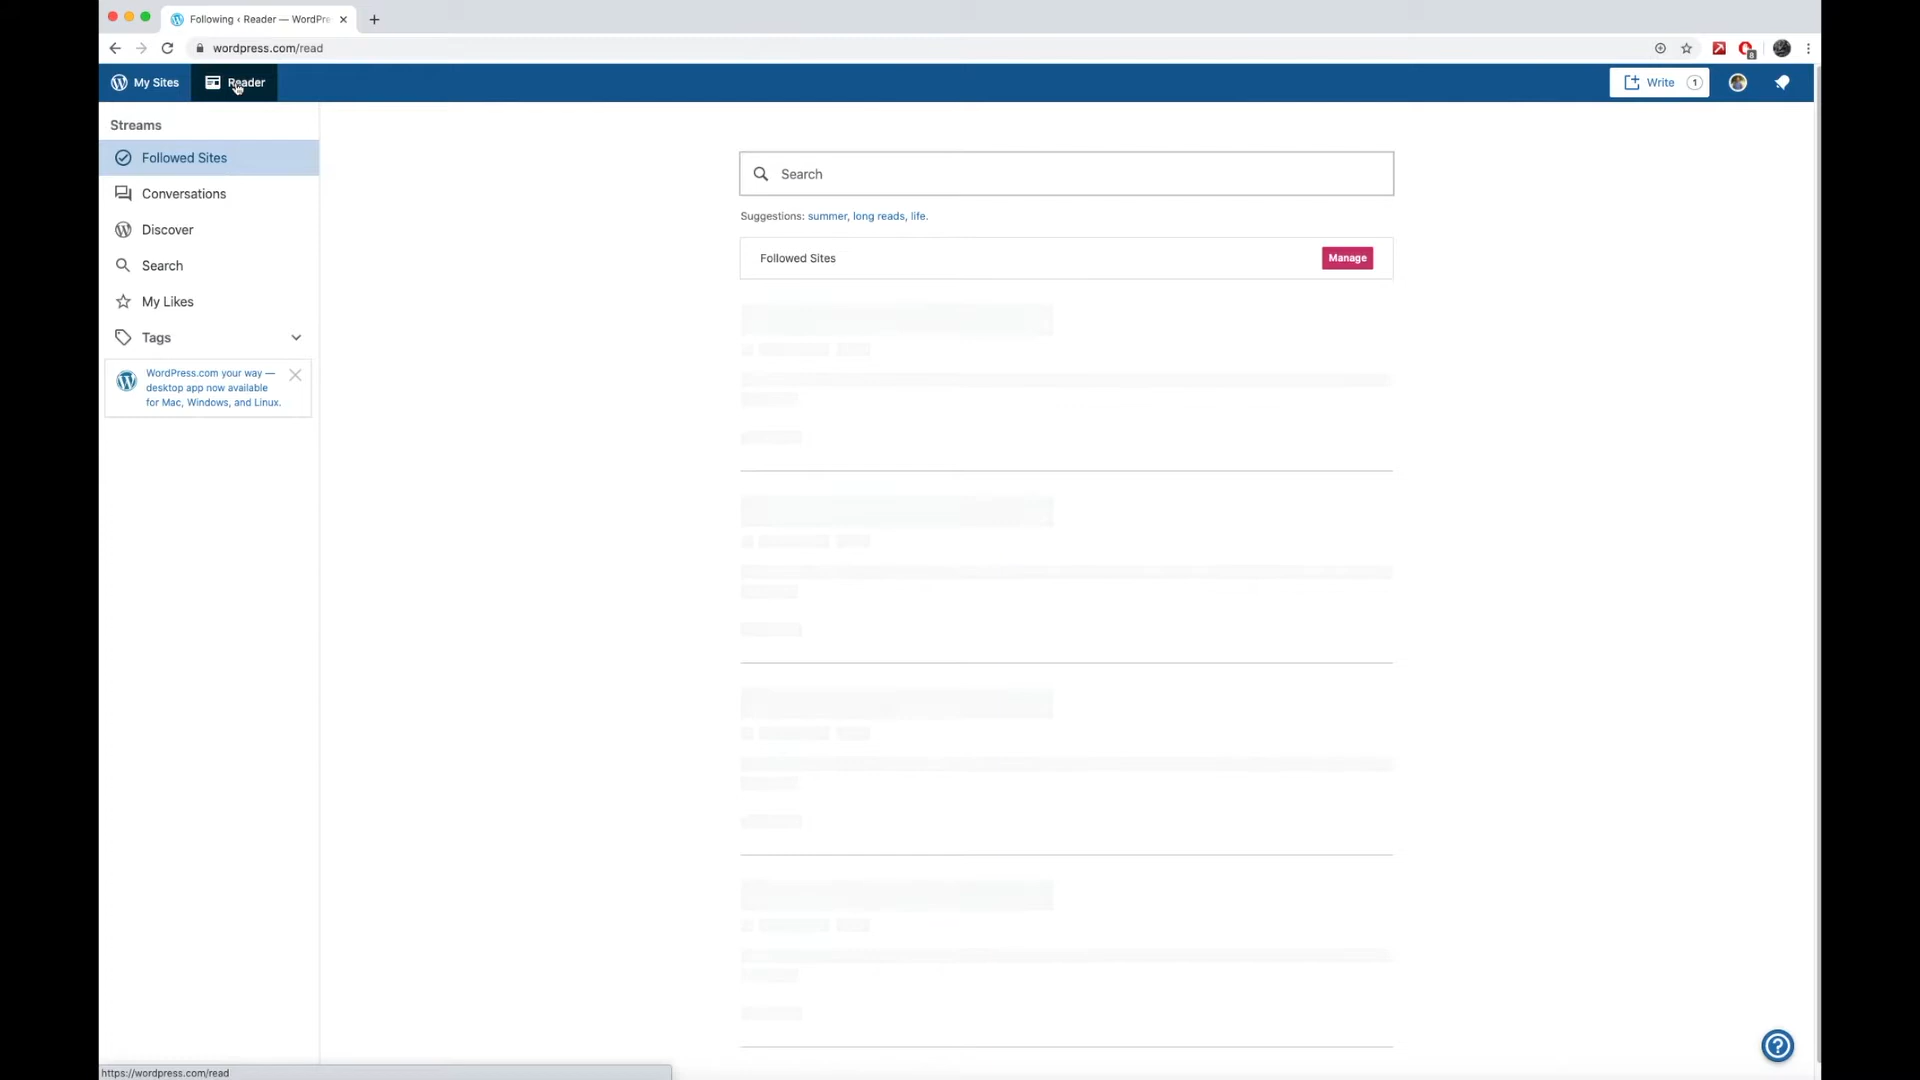 Following ‹ Reader — WordPre
wordpress.com/read
My Sites
Reader
Write 1
Streams
Followed Sites
Conversations
Discover
Search
My Likes
Tags
WordPress.com your way —
desktop app now available
for Mac, Windows, and Linux.
Search
Suggestions: summer, long reads, life.
Followed Sites
Manage
https://wordpress.com/read